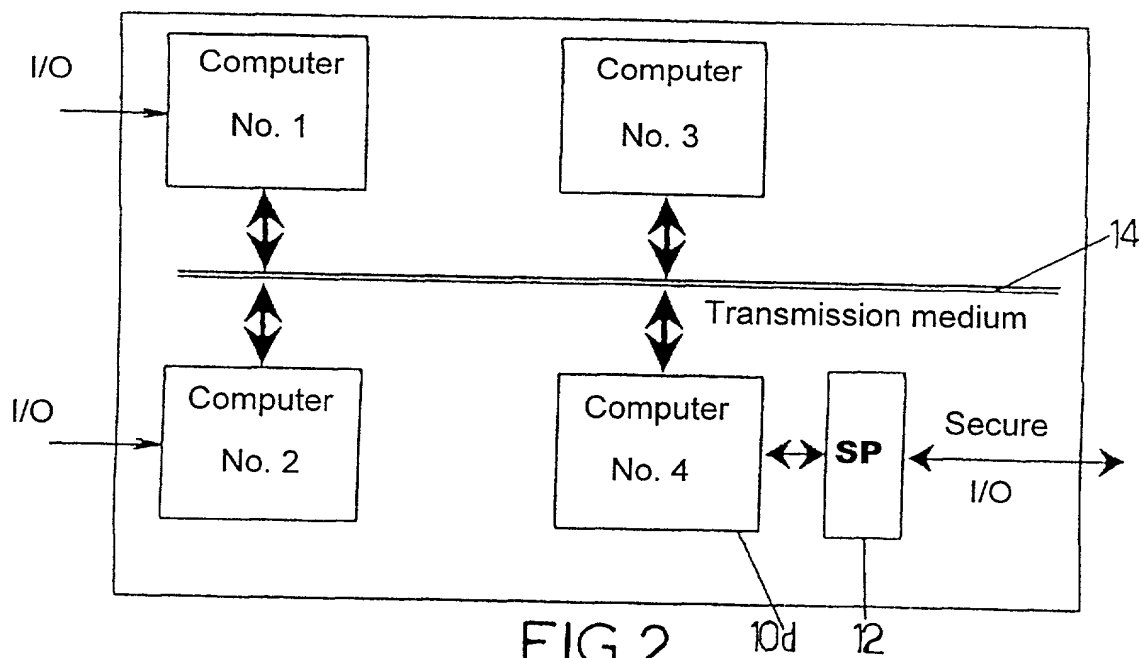 I/O
Computer
No. 1
Computer
No. 3
14
Transmission medium
I/O
Computer
No. 2
Computer
No. 4
SP
Secure
I/O
FIG.2
10d
12